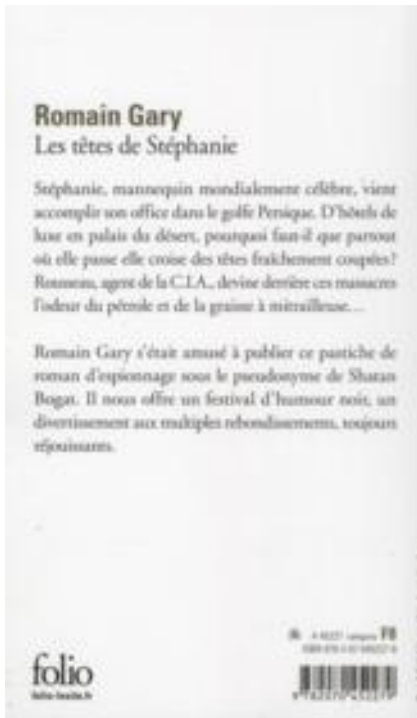 Romain Gary
Les têtes de Stéphanie
Stéphanie, mannequin mondialement célèbre, vient
accomplir son office dans le golfe Persique. D'hôtels de
luxe en palais du désert, pourquoi faut-il que partout
où elle passe elle croise des têtes fraîchement coupées?
Rousseau, agent de la C.I.A., devine derrière ces massacres
l'odeur du pétrole et de la graisse à mitrailleuse...
Romain Gary s'était amusé à publier ce pastiche de
roman d'espionnage sous le pseudonyme de Shatan
Bogat. Il nous offre un festival d'humour noir, un
divertissement aux multiples rebondissements, toujours
réjouissants.
F8
folio
folio-lesite.fr